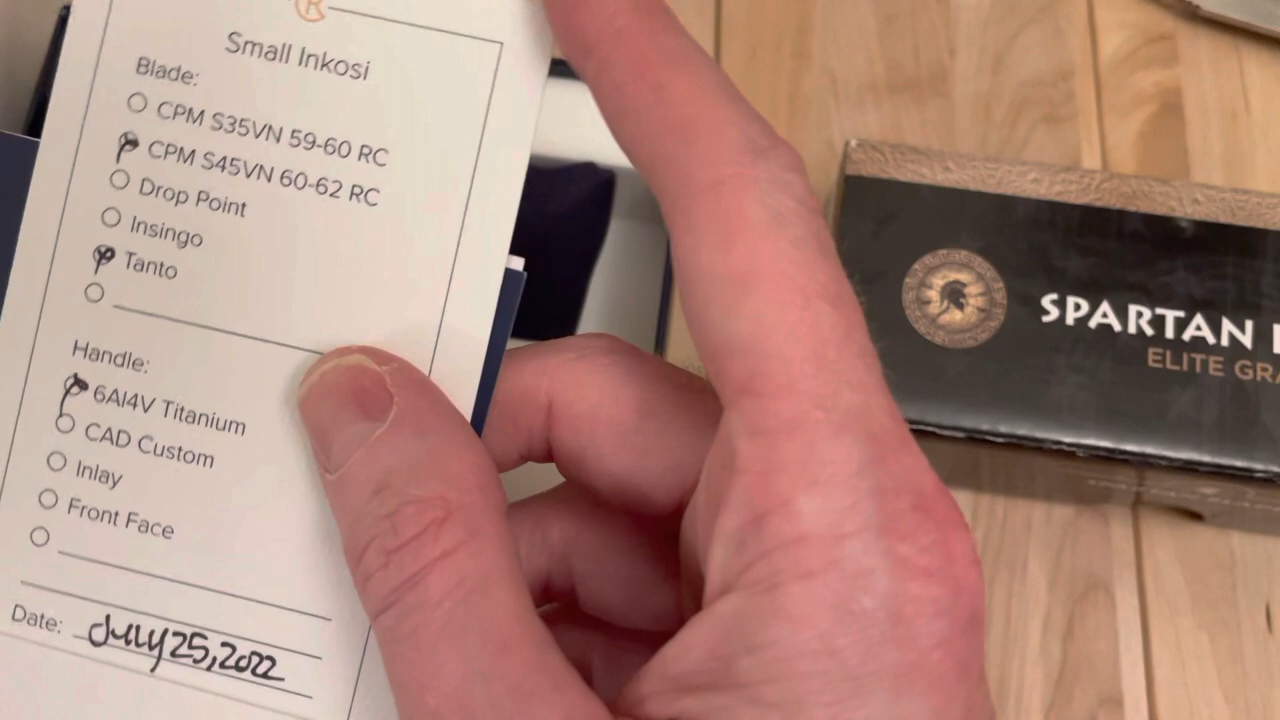 Small Inkosi
Blade:
CPM S35VN 59-60 RC
CPM S45VN 60-62 RC
Drop Point
Insingo
Tanto
Handle:
6Al4V Titanium
CAD Custom
Inlay
Front Face
Date: July 25, 2022
SPARTAN
ELITE